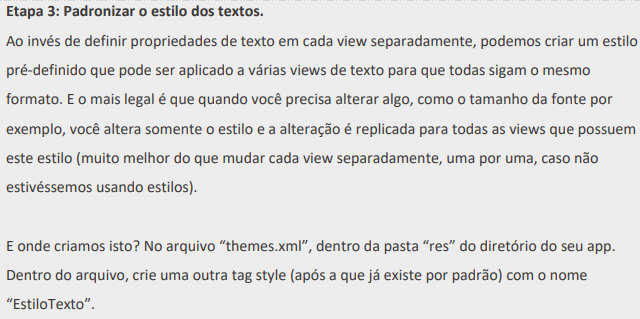 Etapa 3: Padronizar o estilo dos textos.
Ao invés de definir propriedades de texto em cada view separadamente, podemos criar um estilo
pré-definido que pode ser aplicado a várias views de texto para que todas sigam o mesmo
formato. E o mais legal é que quando você precisa alterar algo, como o tamanho da fonte por
exemplo, você altera somente o estilo e a alteração é replicada para todas as views que possuem
este estilo (muito melhor do que mudar cada view separadamente, uma por uma, caso não
estivéssemos usando estilos).
E onde criamos isto? No arquivo “themes.xml”, dentro da pasta “res” do diretório do seu app.
Dentro do arquivo, crie uma outra tag style (após a que já existe por padrão) com o nome
“EstiloTexto”.